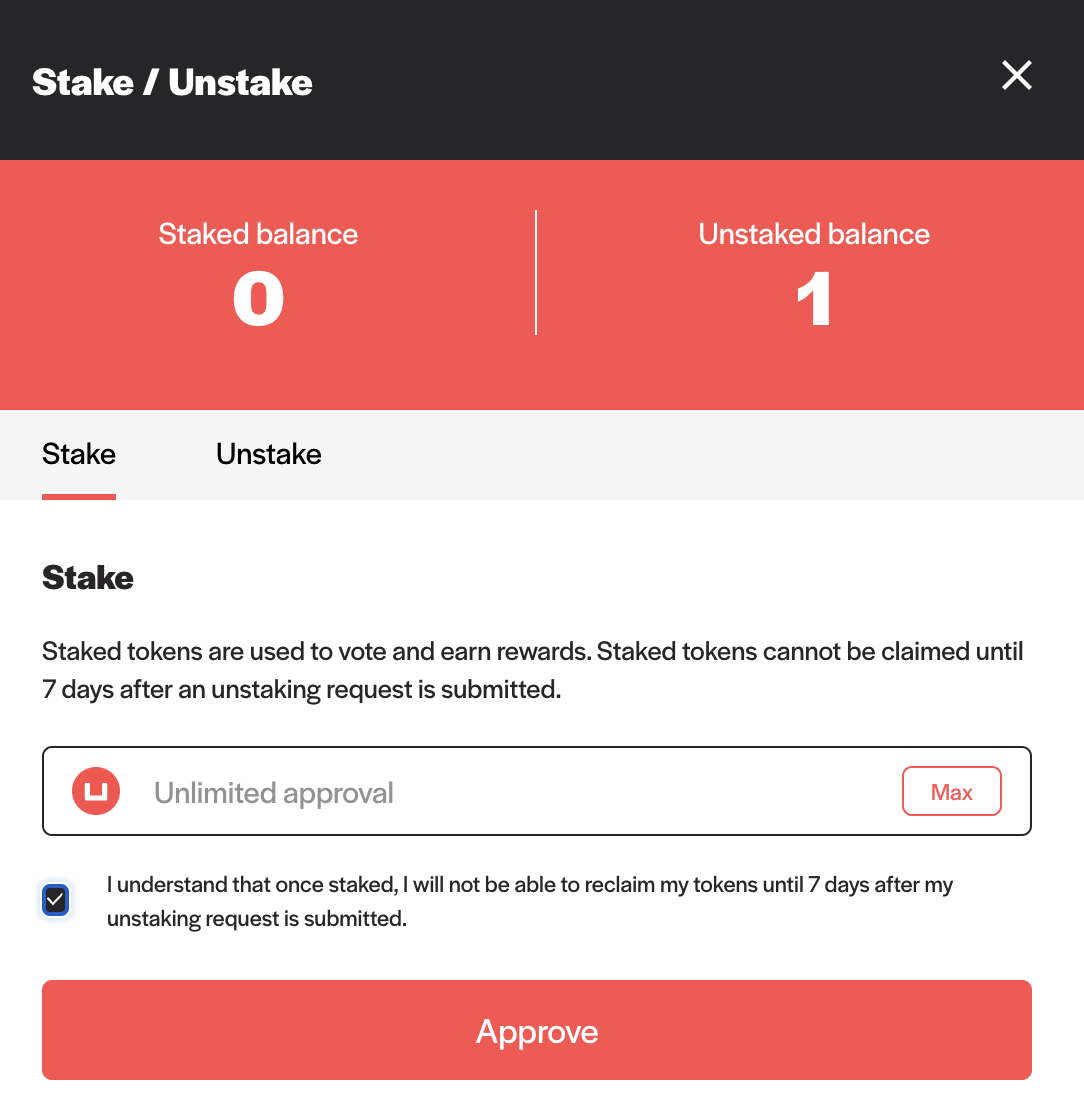 Stake / Unstake
Staked balance
0
Unstaked balance
1
Stake
Unstake
Stake
Staked tokens are used to vote and earn rewards. Staked tokens cannot be claimed until
7 days after an unstaking request is submitted.
Unlimited approval
Max
I understand that once staked, I will not be able to reclaim my tokens until 7 days after my
unstaking request is submitted.
Approve